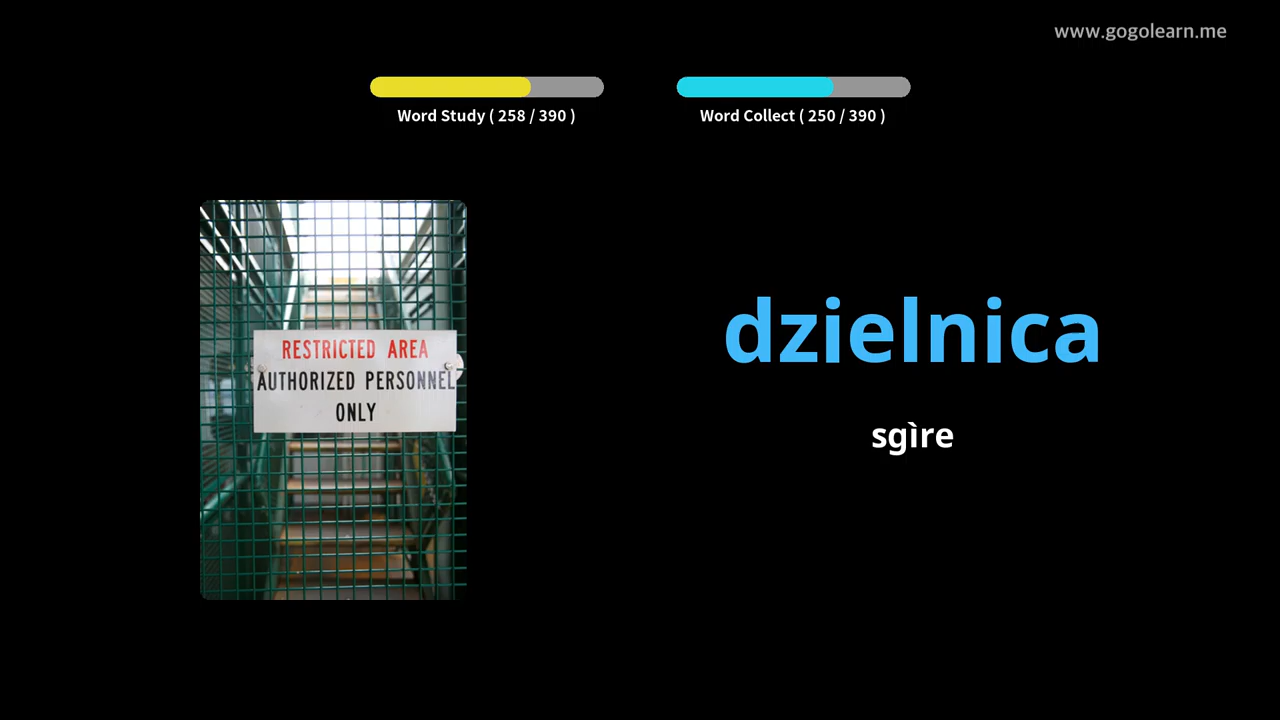 www.gogolearn.me
Word Study ( 258 / 390 )
Word Collect ( 250 / 390 )
RESTRICTED AREA
AUTHORIZED PERSONNEL
ONLY
dzielnica
sgìre